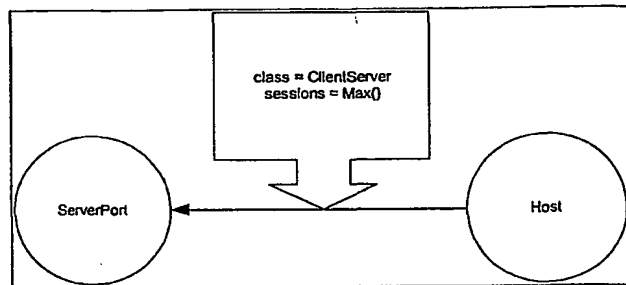 class = ClientServer
sessions = Max()
ServerPort
Host